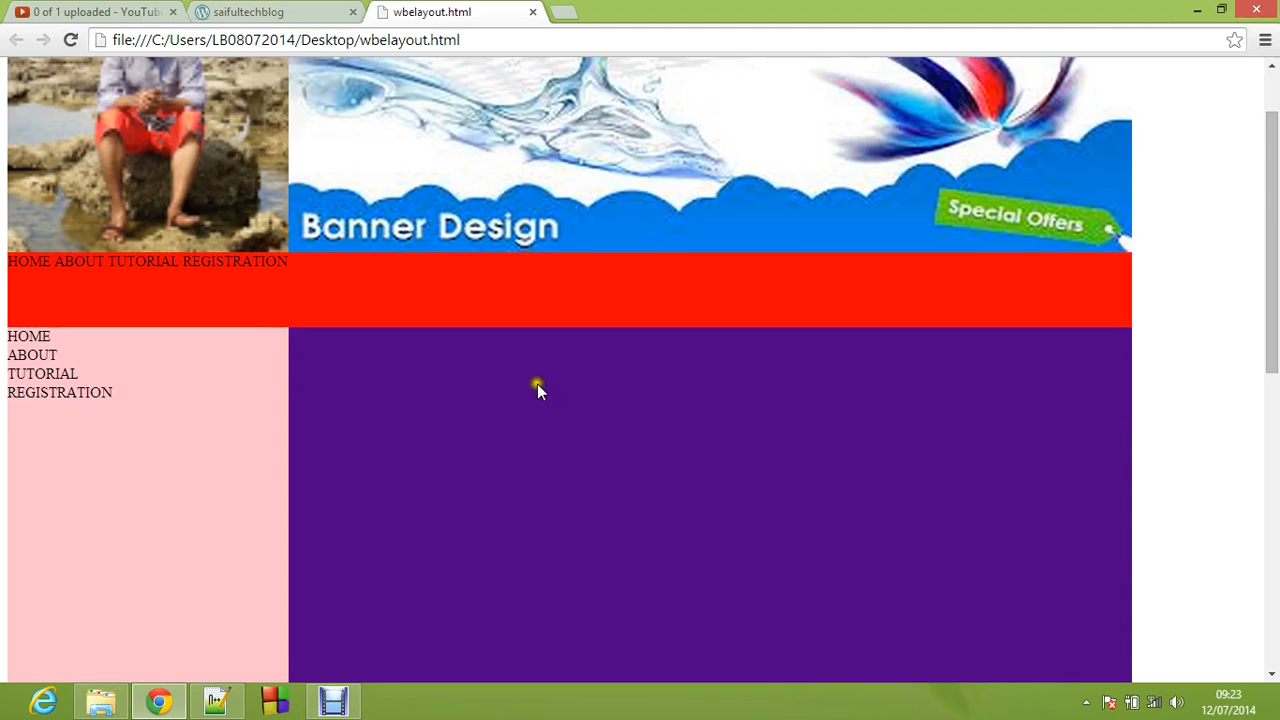 0 of 1 uploaded - YouTub
saifultechblog
wbelayout.html
file:///C:/Users/LB08072014/Desktop/wbelayout.html
Banner Design
Special Offers
HOME ABOUT TUTORIAL REGISTRATION
HOME
ABOUT
TUTORIAL
REGISTRATION
09:23
12/07/2014